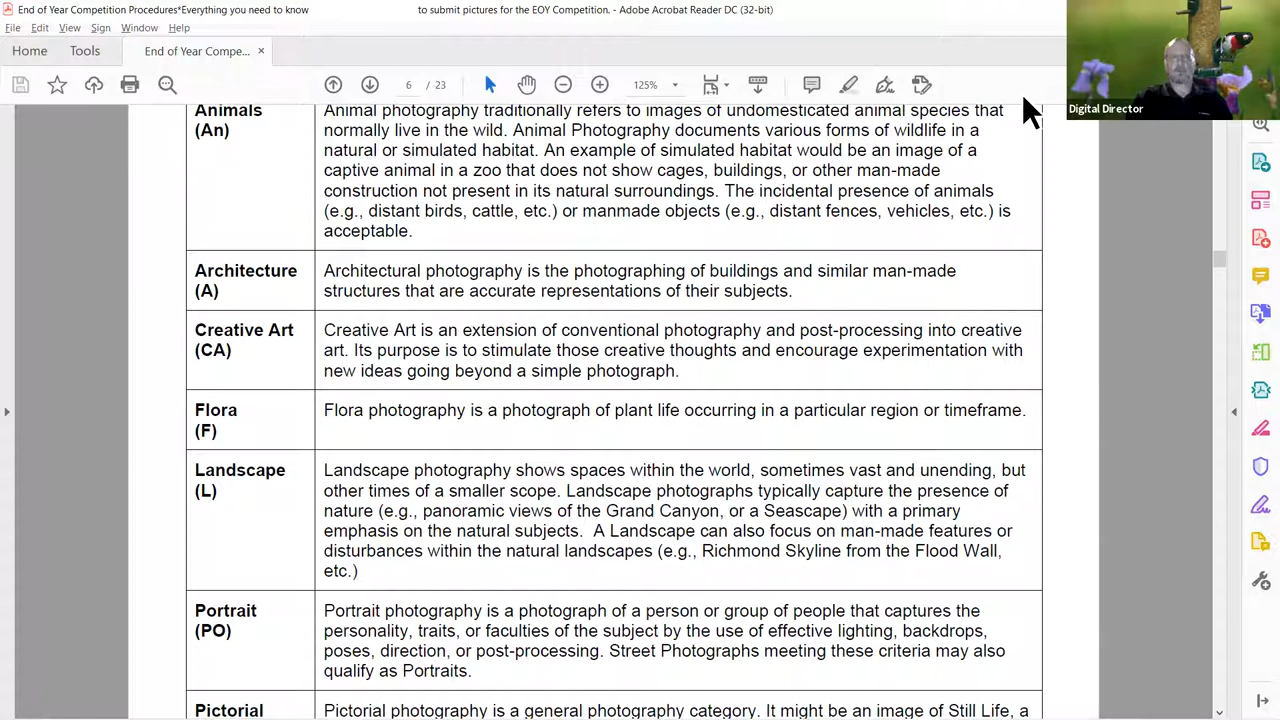 End of Year Competition Procedures*Everything you need to know to submit pictures for the EOY Competition. - Adobe Acrobat Reader DC (32-bit)
File Edit View Sign Window Help
Home Tools End of Year Compe... ×
6 / 23 125%
Digital Director
Animals
(An)
Animal photography traditionally refers to images of undomesticated animal species that
normally live in the wild. Animal Photography documents various forms of wildlife in a
natural or simulated habitat. An example of simulated habitat would be an image of a
captive animal in a zoo that does not show cages, buildings, or other man-made
construction not present in its natural surroundings. The incidental presence of animals
(e.g., distant birds, cattle, etc.) or manmade objects (e.g., distant fences, vehicles, etc.) is
acceptable.
Architecture
(A)
Architectural photography is the photographing of buildings and similar man-made
structures that are accurate representations of their subjects.
Creative Art
(CA)
Creative Art is an extension of conventional photography and post-processing into creative
art. Its purpose is to stimulate those creative thoughts and encourage experimentation with
new ideas going beyond a simple photograph.
Flora
(F)
Flora photography is a photograph of plant life occurring in a particular region or timeframe.
Landscape
(L)
Landscape photography shows spaces within the world, sometimes vast and unending, but
other times of a smaller scope. Landscape photographs typically capture the presence of
nature (e.g., panoramic views of the Grand Canyon, or a Seascape) with a primary
emphasis on the natural subjects. A Landscape can also focus on man-made features or
disturbances within the natural landscapes (e.g., Richmond Skyline from the Flood Wall,
etc.)
Portrait
(PO)
Portrait photography is a photograph of a person or group of people that captures the
personality, traits, or faculties of the subject by the use of effective lighting, backdrops,
poses, direction, or post-processing. Street Photographs meeting these criteria may also
qualify as Portraits.
Pictorial
Pictorial photography is a general photography category. It might be an image of Still Life, a